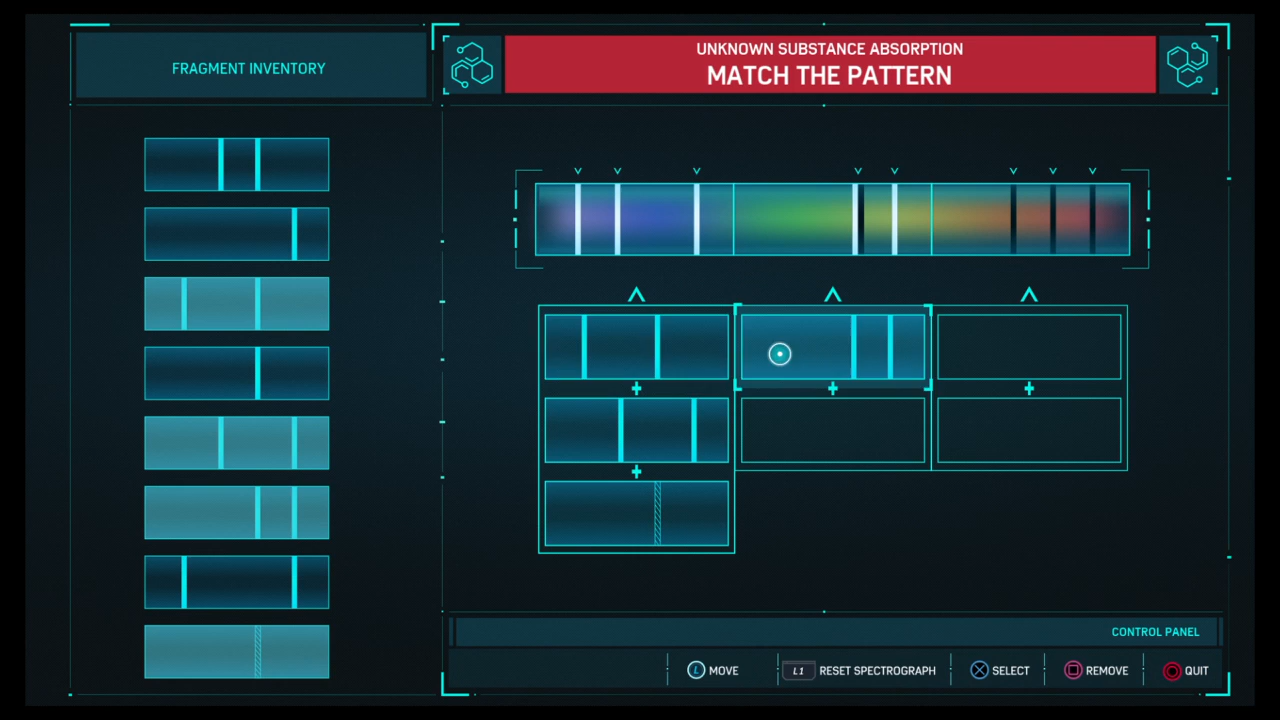 FRAGMENT INVENTORY
UNKNOWN SUBSTANCE ABSORPTION
MATCH THE PATTERN
CONTROL PANEL
L MOVE
L1 RESET SPECTROGRAPH
SELECT
REMOVE
QUIT